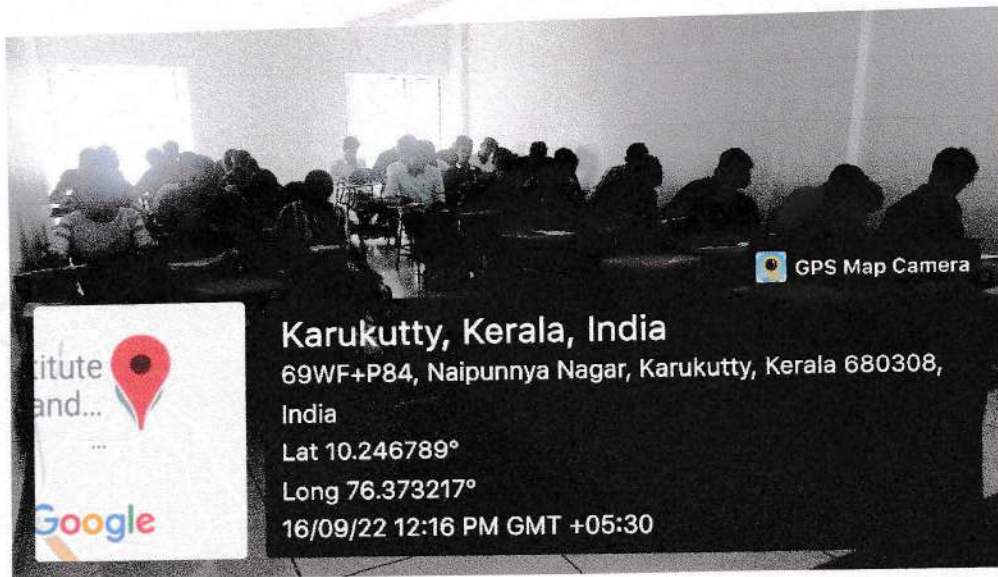 GPS Map Camera
titute
and...
...
Google
Karukutty, Kerala, India
69WF+P84, Naipunnya Nagar, Karukutty, Kerala 680308,
India
Lat 10.246789°
Long 76.373217°
16/09/22 12:16 PM GMT +05:30